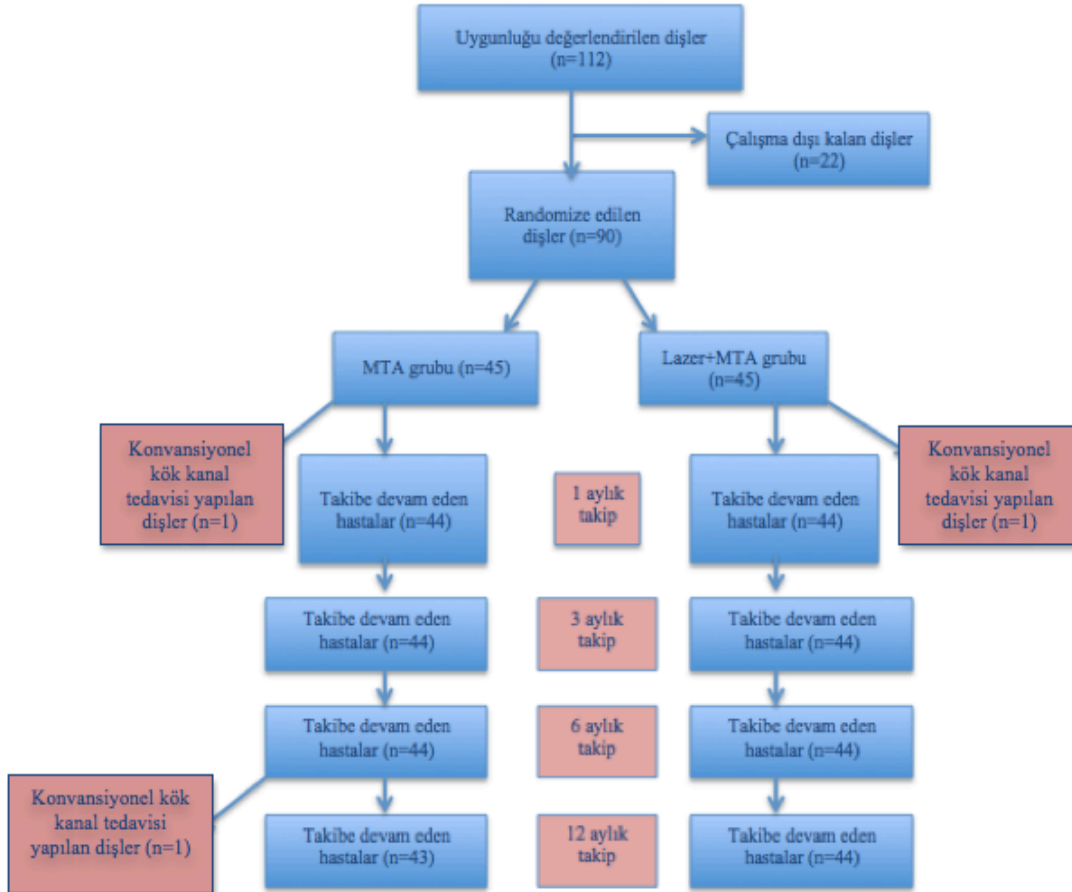 Uygunluğu değerlendirilen dişler
(n=112)
Çalışma dışı kalan dişler
(n=22)
Randomize edilen
dişler (n=90)
MTA grubu (n=45)
Lazer+MTA grubu
(n=45)
Konvansiyonel
kök kanal
tedavisi yapılan
dişler (n=1)
Takibe devam eden
hastalar (n=44)
1 aylık
takip
Takibe devam eden
hastalar (n=44)
Konvansiyonel
kök kanal
tedavisi yapılan
dişler (n=1)
Takibe devam eden
hastalar (n=44)
3 aylık
takip
Takibe devam eden
hastalar (n=44)
Takibe devam eden
hastalar (n=44)
6 aylık
takip
Takibe devam eden
hastalar (n=44)
Konvansiyonel kök
kanal tedavisi
yapılan dişler (n=1)
Takibe devam eden
hastalar (n=43)
12 aylık
takip
Takibe devam eden
hastalar (n=44)